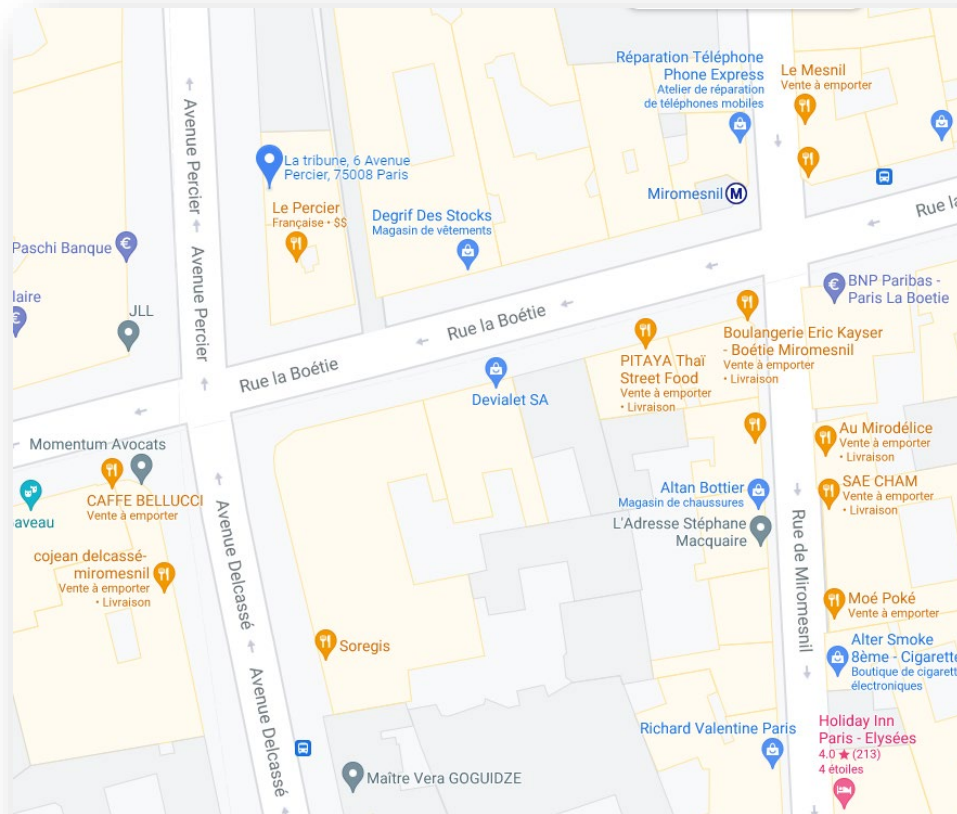 Réparation Téléphone
Phone Express
Atelier de réparation
de téléphones mobiles
Le Mesnil
Vente à emporter
Avenue Percier
La tribune, 6 Avenue
Percier, 75008 Paris
Miromesnil
M
Rue la
Le Percier
Française • $$
Degrif Des Stocks
Magasin de vêtements
Paschi Banque
Avenue Percier
BNP Paribas -
Paris La Boetie
laire
JLL
Rue la Boétie
Boulangerie Eric Kayser
- Boétie Miromesnil
Vente à emporter
• Livraison
PITAYA Thaï
Street Food
Vente à emporter
• Livraison
Rue la Boétie
Devialet SA
Momentum Avocats
Au Mirodélice
Vente à emporter
• Livraison
CAFFE BELLUCCI
Vente à emporter
aveau
Altan Bottier
Magasin de chaussures
SAE CHAM
Vente à emporter
• Livraison
L'Adresse Stéphane
Macquaire
Avenue Delcassé
Rue de Miromesnil
cojean delcassé-
miromesnil
Vente à emporter
• Livraison
Moé Poké
Vente à emporter
Soregis
Alter Smoke
8ème - Cigarette
Boutique de cigarett
électroniques
Avenue Delcassé
Richard Valentine Paris
Holiday Inn
Paris - Elysées
4.0 ★ (213)
4 étoiles
Maître Vera GOGUIDZE